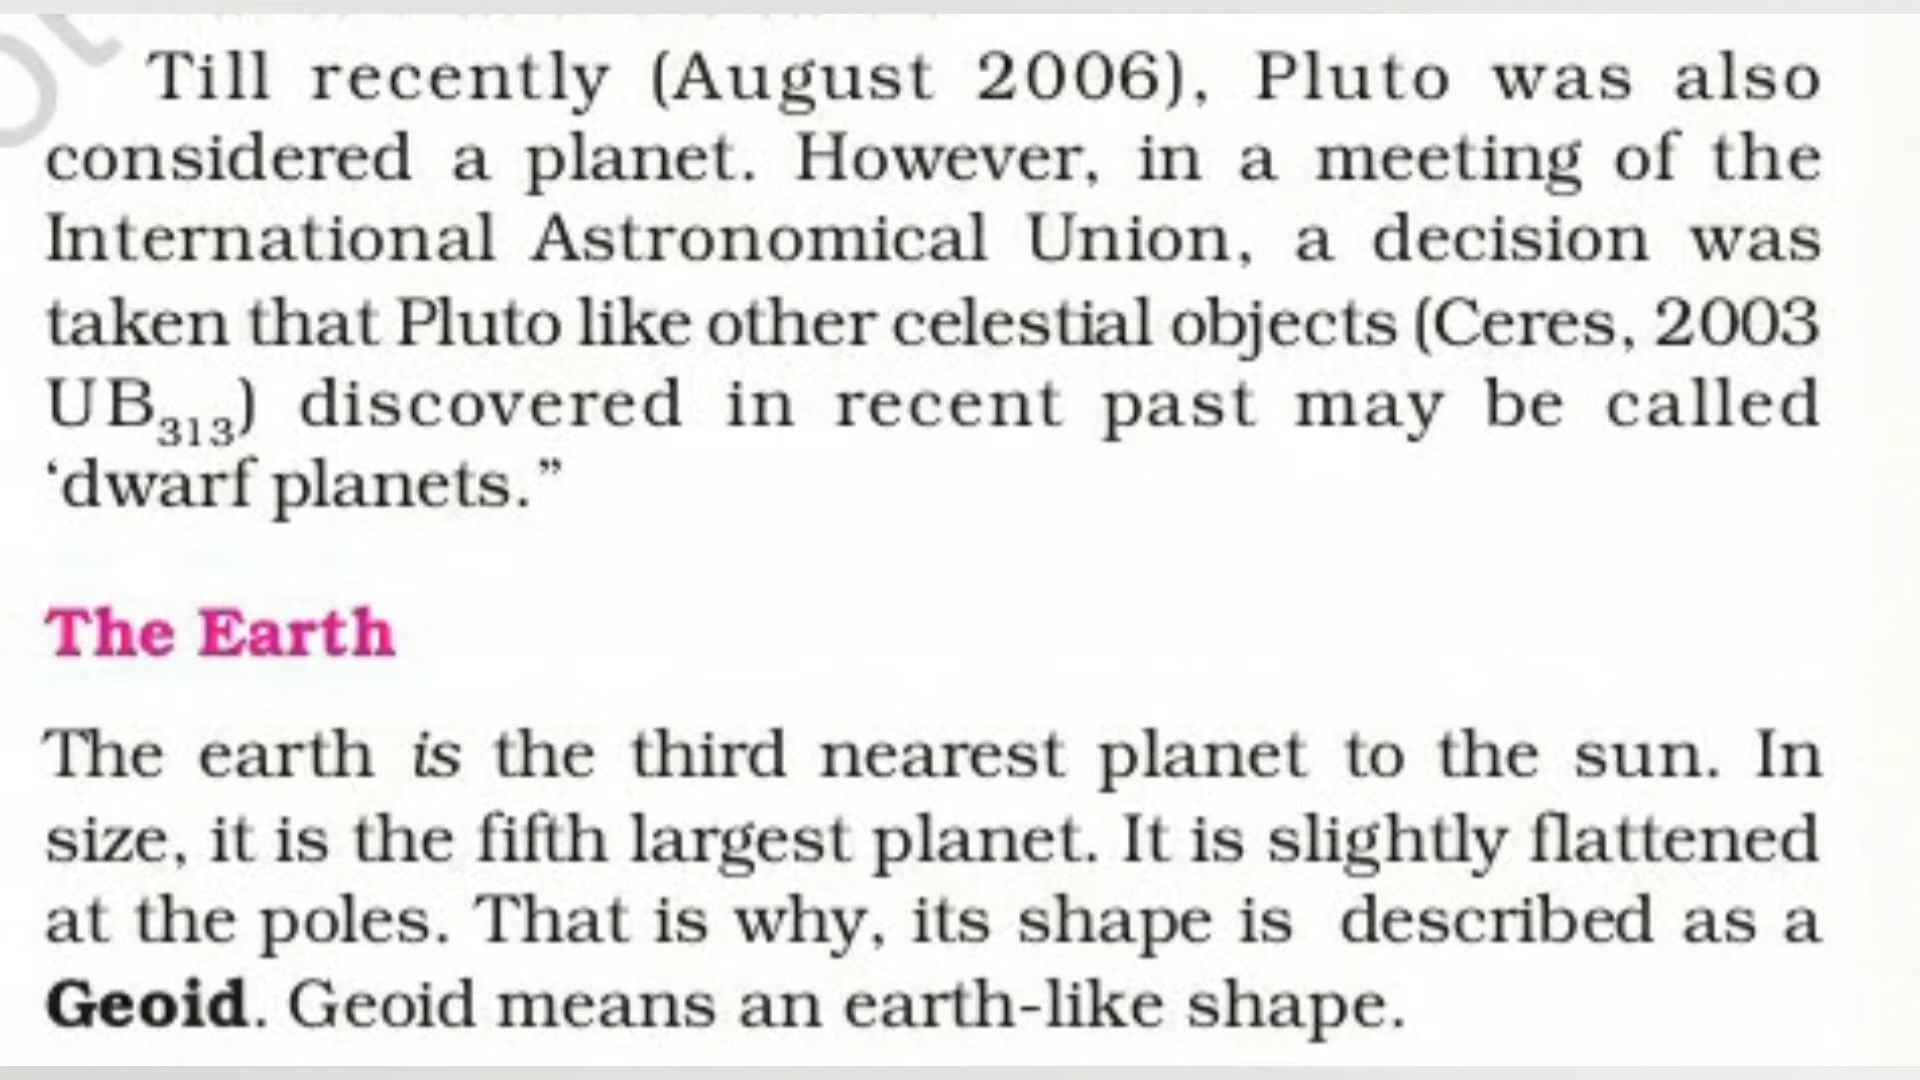 Till recently (August 2006), Pluto was also
considered a planet. However, in a meeting of the
International Astronomical Union, a decision was
taken that Pluto like other celestial objects (Ceres, 2003
UB₃₁₃) discovered in recent past may be called
‘dwarf planets.”
The Earth
The earth is the third nearest planet to the sun. In
size, it is the fifth largest planet. It is slightly flattened
at the poles. That is why, its shape is described as a
Geoid. Geoid means an earth-like shape.